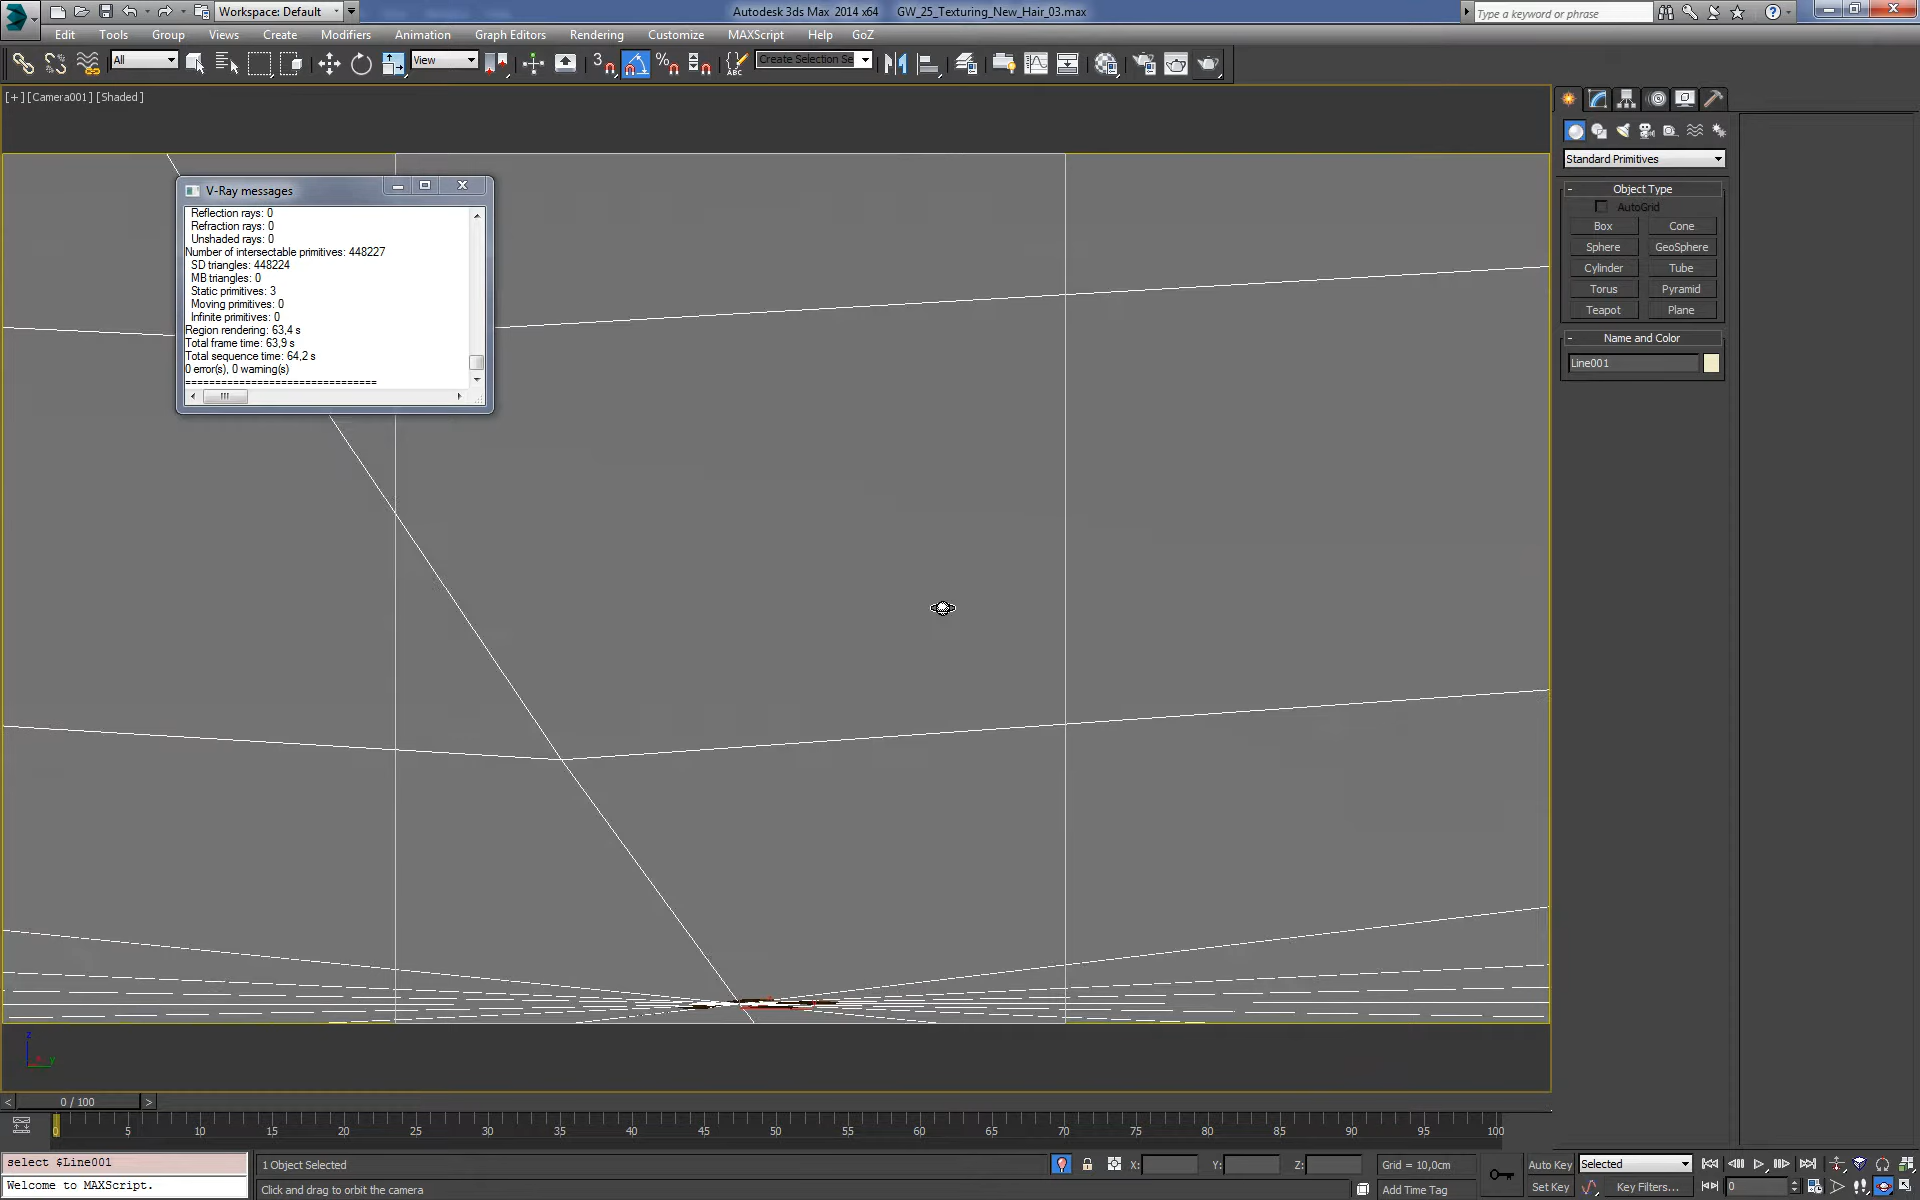 Workspace: Default
Autodesk 3ds Max 2014 x64 GW_25_Texturing_New_Hair_03.max
Type a keyword or phrase
Edit Tools Group Views Create Modifiers Animation Graph Editors Rendering Customize MAXScript Help GoZ
All
View
3
%
ABC
Create Selection Se
[+][Camera001][Shaded]
V-Ray messages
Reflection rays: 0
Refraction rays: 0
Unshaded rays: 0
Number of intersectable primitives: 448227
SD triangles: 448224
MB triangles: 0
Static primitives: 3
Moving primitives: 0
Infinite primitives: 0
Region rendering: 63,4 s
Total frame time: 63,9 s
Total sequence time: 64,2 s
0 error(s), 0 warning(s)
================================
Standard Primitives
- Object Type
AutoGrid
Box Cone
Sphere GeoSphere
Cylinder Tube
Torus Pyramid
Teapot Plane
- Name and Color
Line001
z
x y
< 0 / 100 >
0 5 10 15 20 25 30 35 40 45 50 55 60 65 70 75 80 85 90 95 100
select $Line001
Welcome to MAXScript.
1 Object Selected
Click and drag to orbit the camera
X: Y: Z:
Grid = 10,0cm
Add Time Tag
Auto Key Selected
Set Key Key Filters...
0